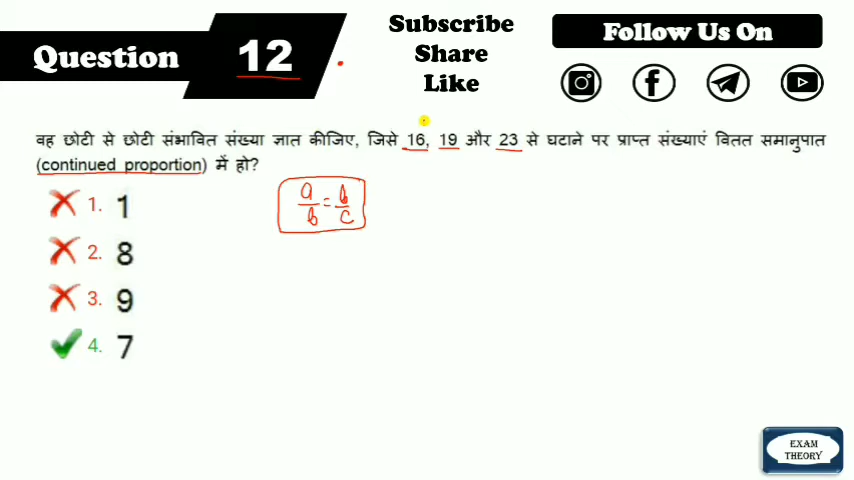 Question 12
Subscribe
Share
Like
Follow Us On
वह छोटी से छोटी संभावित संख्या ज्ञात कीजिए, जिसे 16, 19 और 23 से घटाने पर प्राप्त संख्याएं वितत समानुपात
(continued proportion) में हो?
1. 1
2. 8
3. 9
4. 7
a/b = b/c
EXAM
THEORY